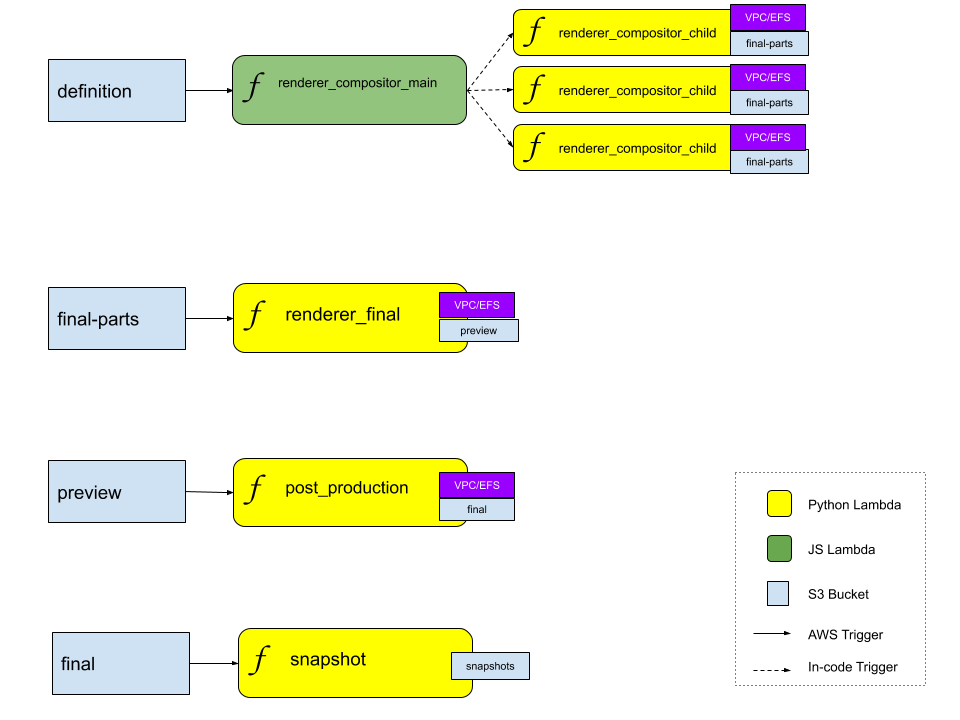 definition
f renderer_compositor_main
f renderer_compositor_child
VPC/EFS
final-parts
f renderer_compositor_child
VPC/EFS
final-parts
f renderer_compositor_child
VPC/EFS
final-parts
final-parts
f renderer_final
VPC/EFS
preview
preview
f post_production
VPC/EFS
final
final
f snapshot
snapshots
Python Lambda
JS Lambda
S3 Bucket
AWS Trigger
In-code Trigger